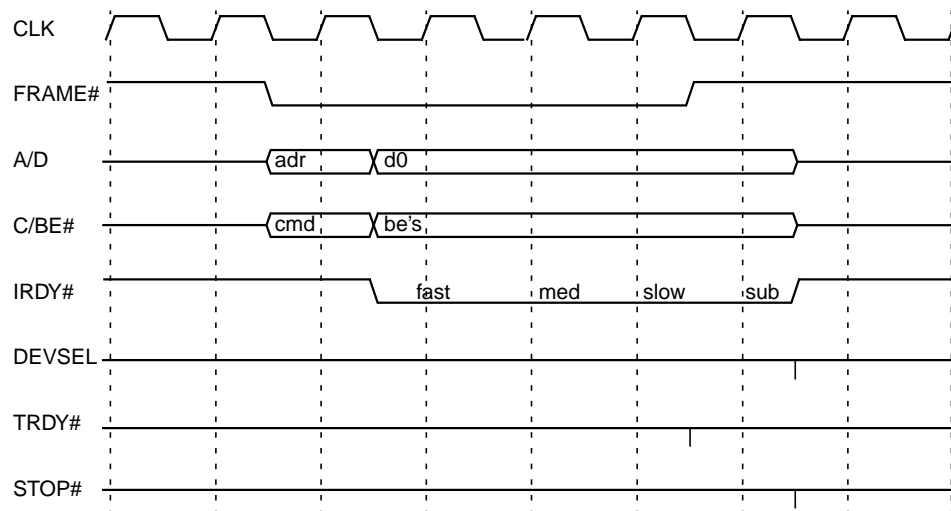 CLK
FRAME#
A/D adr d0
C/BE# cmd be's
IRDY# fast med slow sub
DEVSEL
TRDY#
STOP#